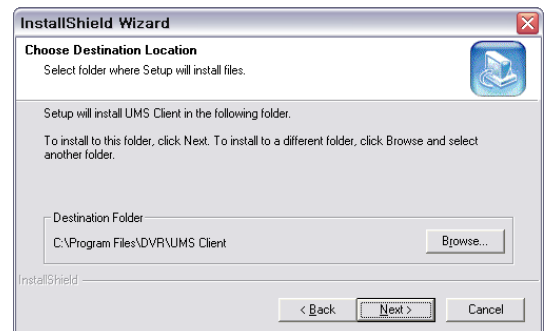 InstallShield Wizard
Choose Destination Location
Select folder where Setup will install files.
Setup will install UMS Client in the following folder.
To install to this folder, click Next. To install to a different folder, click Browse and select
another folder.
Destination Folder
C:\Program Files\DVR\UMS Client
Browse...
InstallShield
< Back
Next >
Cancel